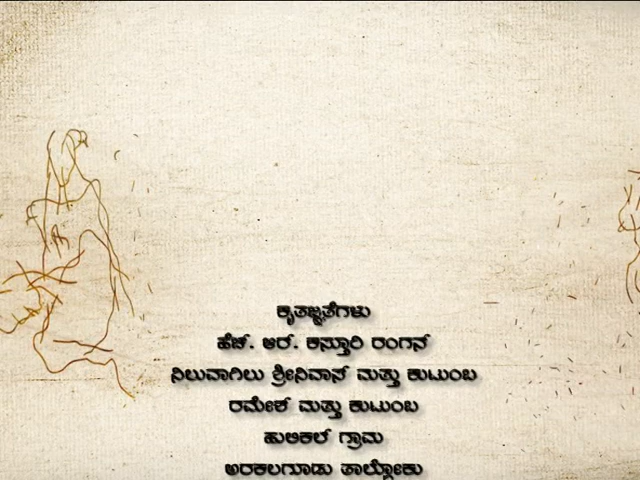 ಕೃತಜ್ಞತೆಗಳು
ಹೆಚ್. ಆರ್. ಕಸ್ತೂರಿ ರಂಗನ್
ನಿಲುವಾಗಿಲು ಶ್ರೀನಿವಾಸ್ ಮತ್ತು ಕುಟುಂಬ
ರಮೇಶ್ ಮತ್ತು ಕುಟುಂಬ
ಹುಲಿಕಲ್ ಗ್ರಾಮ
ಅರಕಲಗೂಡು ತಾಲ್ಲೋಕು